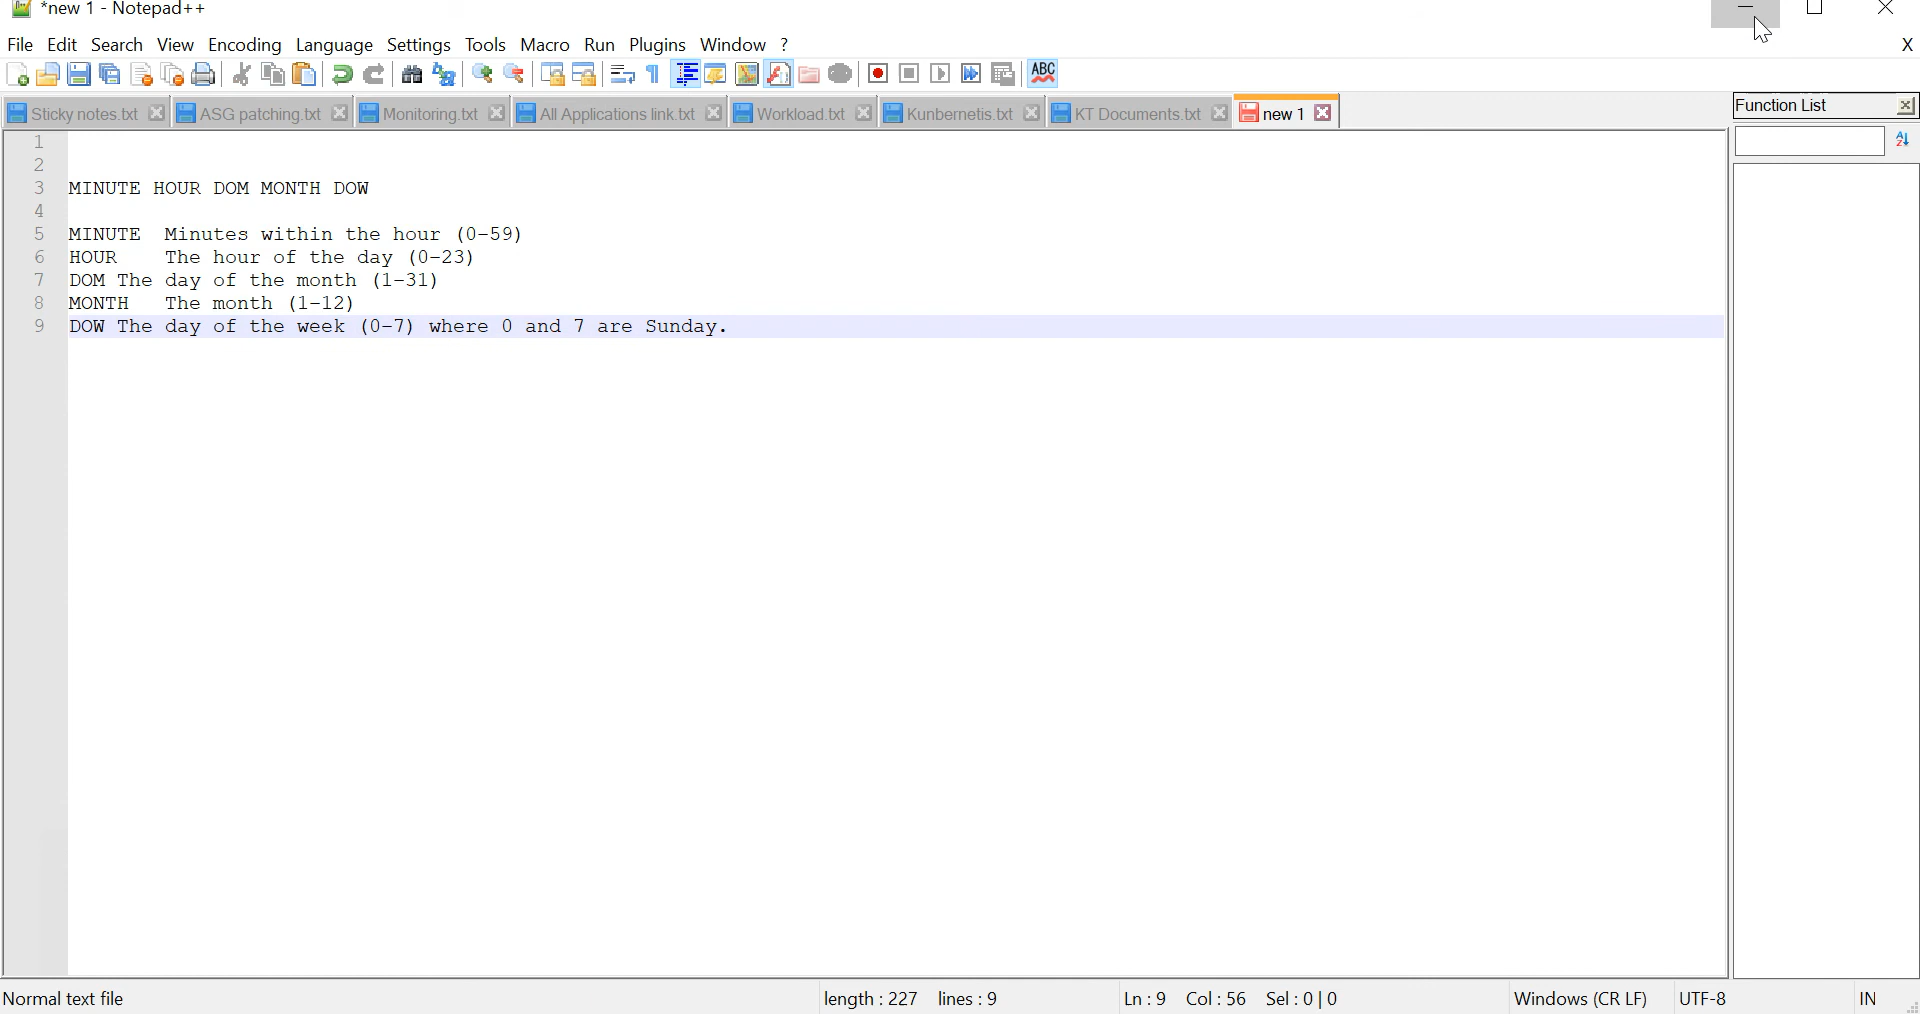 *new 1 - Notepad++
File Edit Search View Encoding Language Settings Tools Macro Run Plugins Window ?
X
ABC
Sticky notes.txt ASG patching.txt Monitoring.txt All Applications link.txt Workload.txt Kunbernetis.txt KT Documents.txt new 1
Function List
1
2
3 MINUTE HOUR DOM MONTH DOW
4
5 MINUTE Minutes within the hour (0-59)
6 HOUR The hour of the day (0-23)
7 DOM The day of the month (1-31)
8 MONTH The month (1-12)
9 DOW The day of the week (0-7) where 0 and 7 are Sunday.
Normal text file length : 227 lines : 9 Ln : 9 Col : 56 Sel : 0 | 0 Windows (CR LF) UTF-8 IN